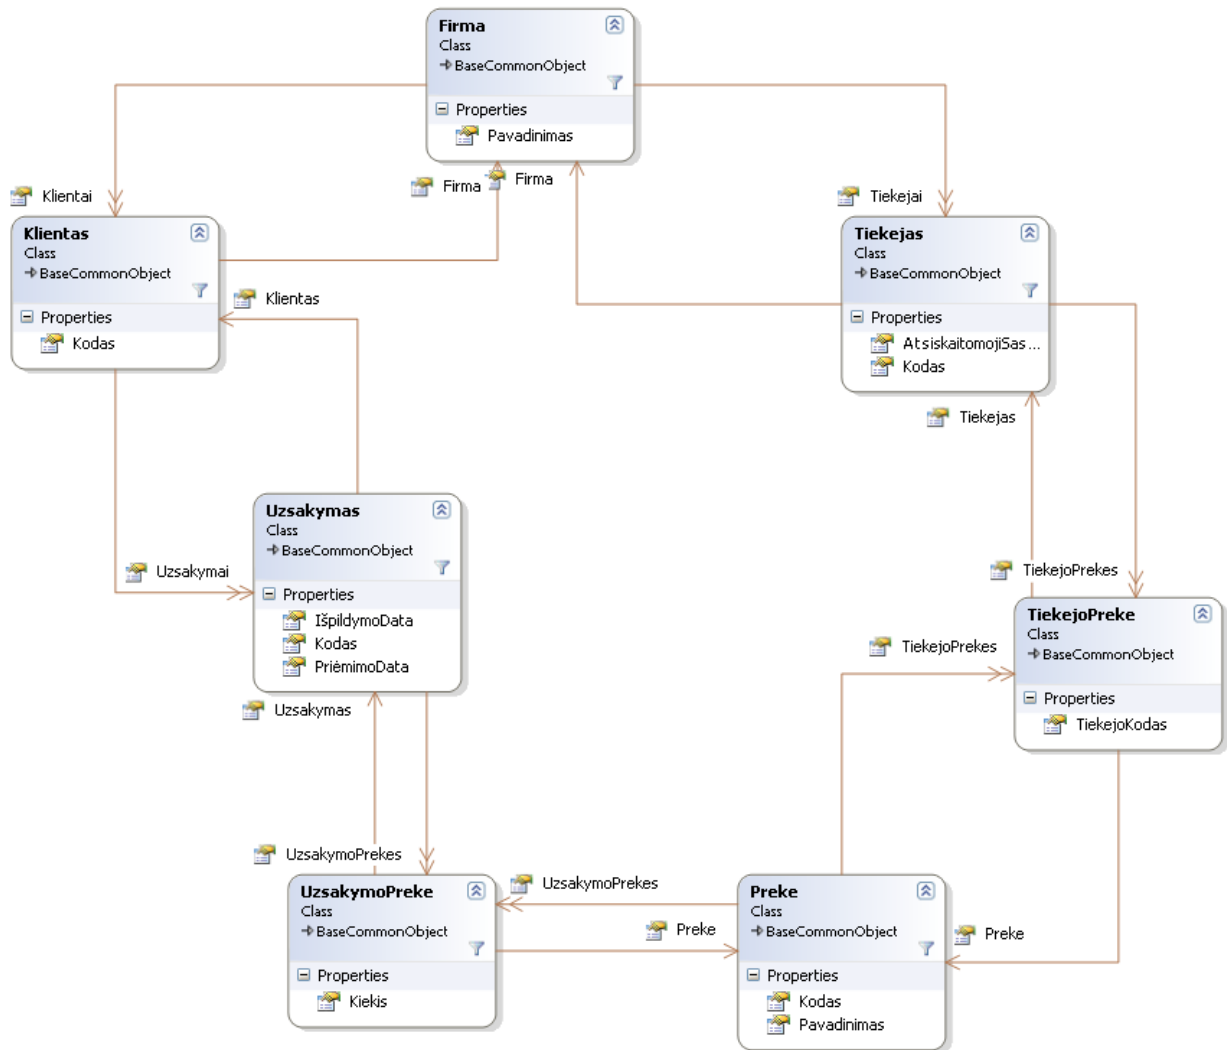 Firma
Class
BaseCommonObject
Properties
Pavadinimas
Klientai
Firma
Firma
Tiekejai
Klientas
Class
BaseCommonObject
Properties
Kodas
Klientas
Tiekejas
Class
BaseCommonObject
Properties
AtsiskaitomojiSas...
Kodas
Tiekejas
Uzsakymas
Class
BaseCommonObject
Properties
IšpildymoData
Kodas
PriėmimoData
Uzsakymai
Uzsakymas
TiekejoPrekes
TiekejoPrekes
TiekejoPreke
Class
BaseCommonObject
Properties
TiekejoKodas
UzsakymoPrekes
UzsakymoPreke
Class
BaseCommonObject
Properties
Kiekis
UzsakymoPrekes
Preke
Preke
Class
BaseCommonObject
Properties
Kodas
Pavadinimas
Preke